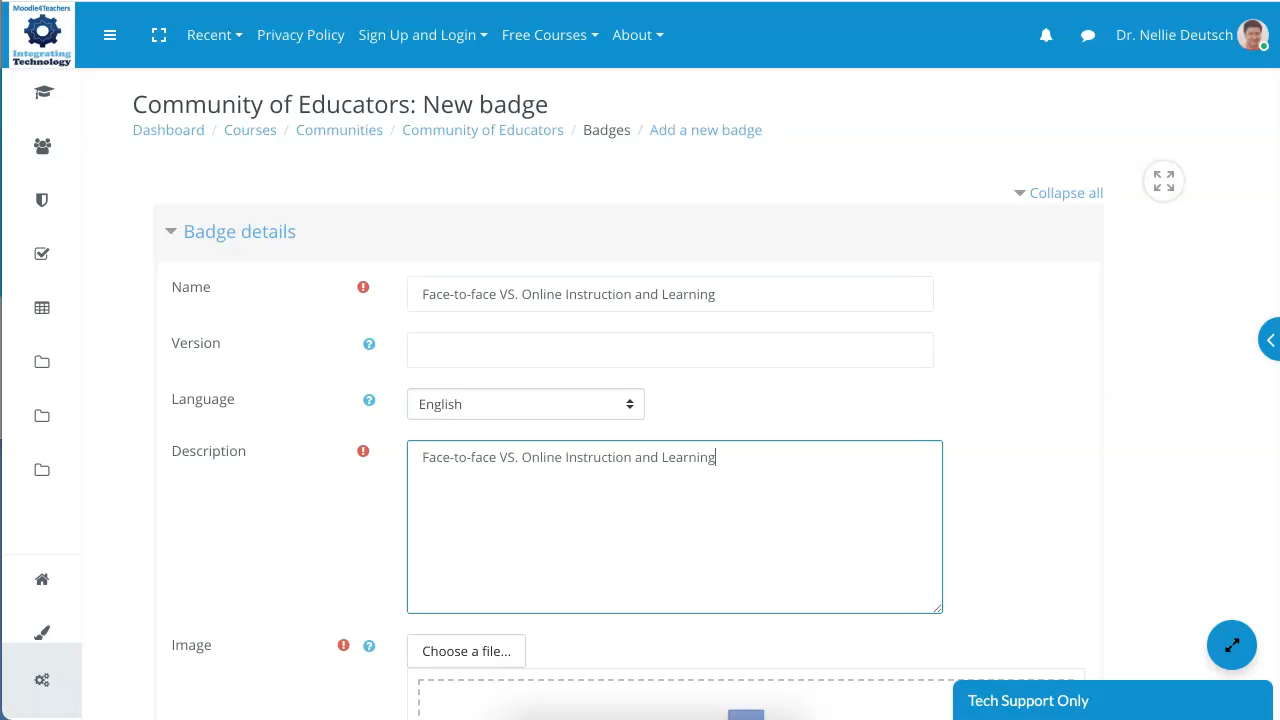 Moodle4Teachers
Integrating
Technology
Recent
Privacy Policy
Sign Up and Login
Free Courses
About
Dr. Nellie Deutsch
Community of Educators: New badge
Dashboard / Courses / Communities / Community of Educators / Badges / Add a new badge
Collapse all
Badge details
Name
Face-to-face VS. Online Instruction and Learning
Version
Language
English
Description
Face-to-face VS. Online Instruction and Learning
Image
Choose a file...
Tech Support Only